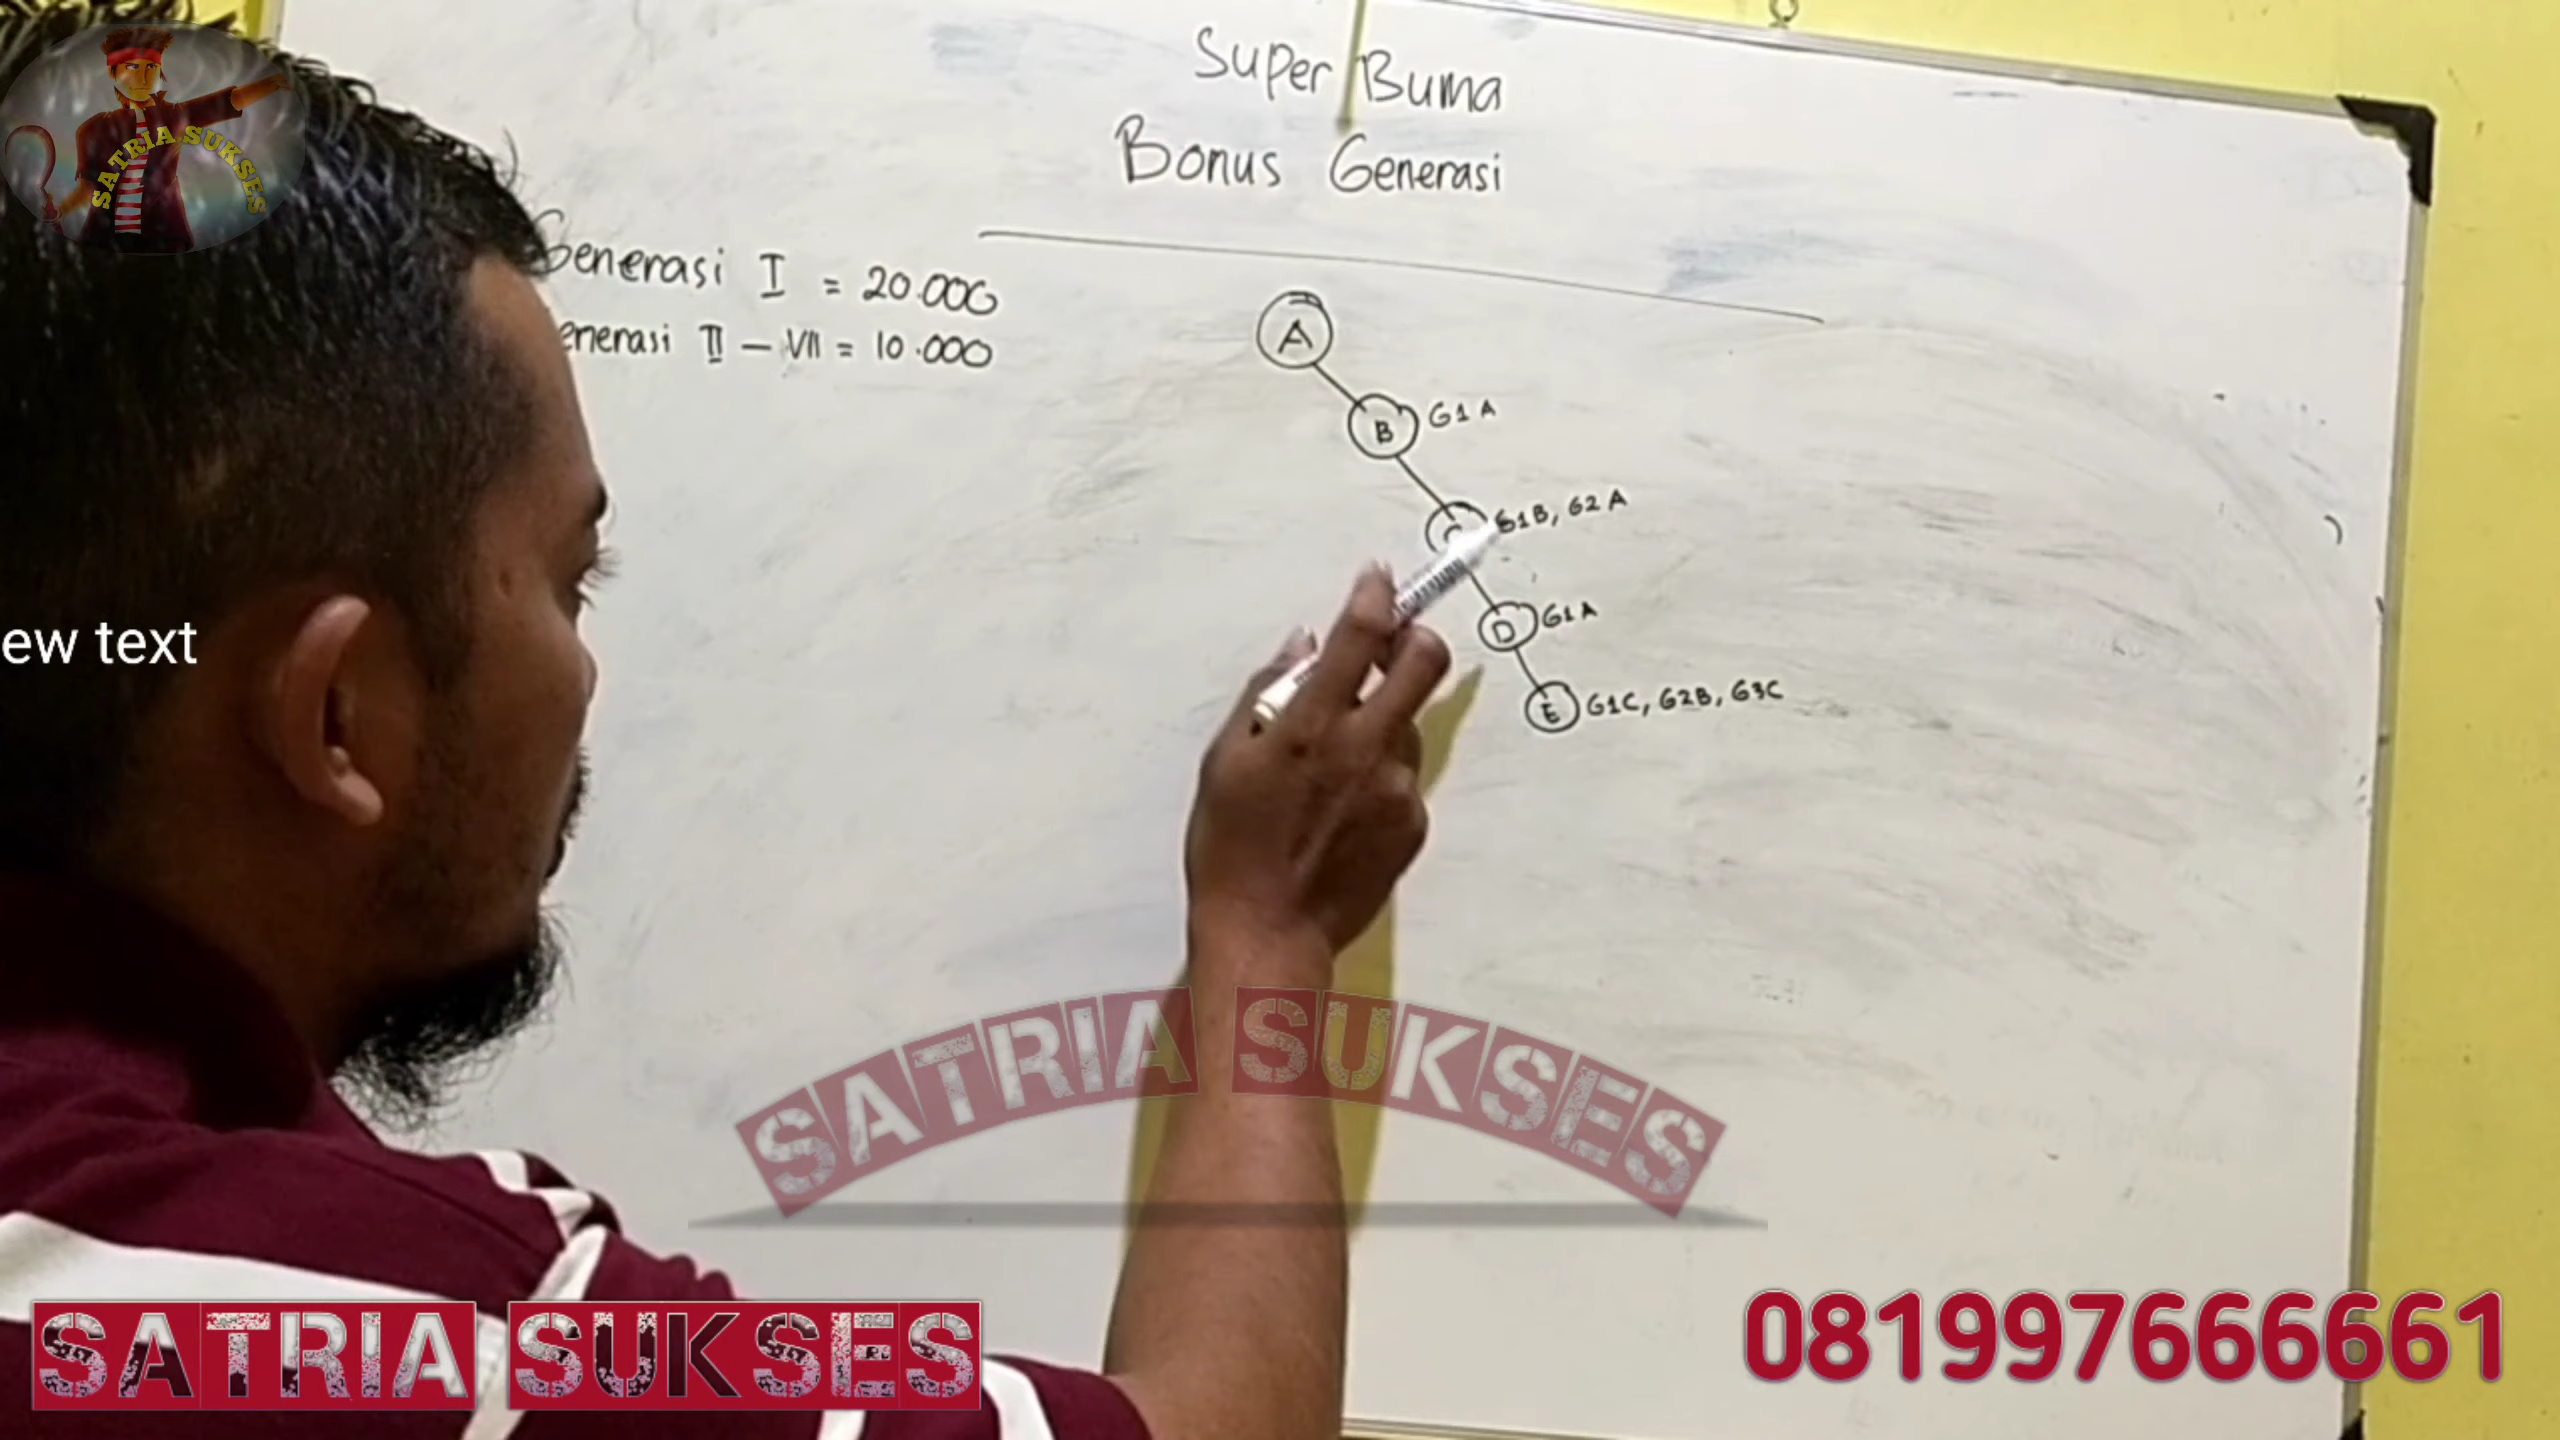 Super Buma
Bonus Generasi
SATRIA SUKSES
Generasi I = 20.000
enerasi II – VII = 10.000
A
B G1 A
C G1B, G2 A
D G1A
E G1C, G2B, G3C
ew text
SATRIA SUKSES
SATRIA SUKSES
081997666661